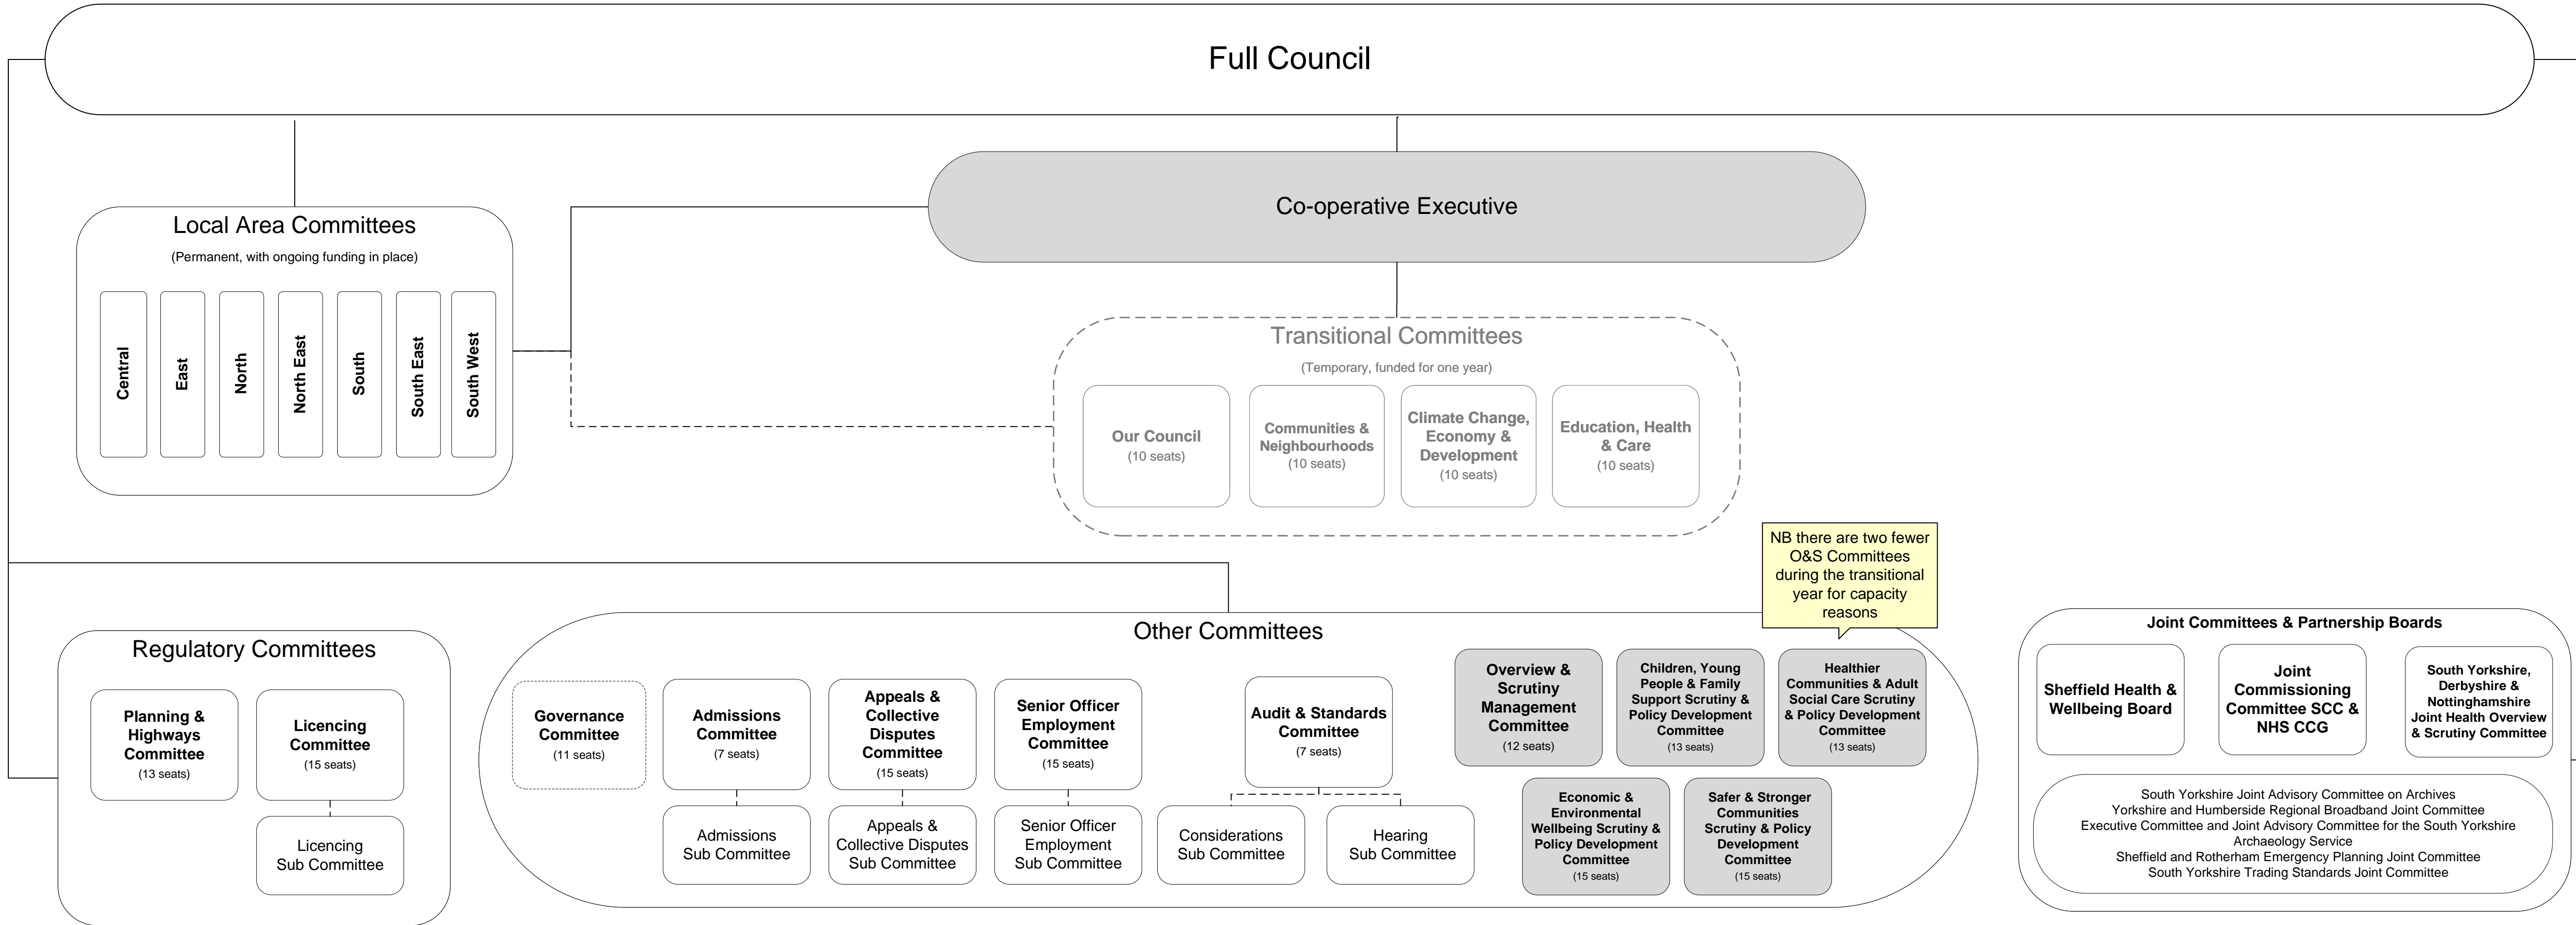 Full Council
Co-operative Executive
Local Area Committees
(Permanent, with ongoing funding in place)
Central
East
North
North East
South
South East
South West
Transitional Committees
(Temporary, funded for one year)
Our Council
(10 seats)
Communities &
Neighbourhoods
(10 seats)
Climate Change,
Economy &
Development
(10 seats)
Education, Health
& Care
(10 seats)
NB there are two fewer
O&S Committees
during the transitional
year for capacity
reasons
Regulatory Committees
Planning &
Highways
Committee
(13 seats)
Licencing
Committee
(15 seats)
Licencing
Sub Committee
Other Committees
Governance
Committee
(11 seats)
Admissions
Committee
(7 seats)
Admissions
Sub Committee
Appeals &
Collective
Disputes
Committee
(15 seats)
Appeals &
Collective Disputes
Sub Committee
Senior Officer
Employment
Committee
(15 seats)
Senior Officer
Employment
Sub Committee
Audit & Standards
Committee
(7 seats)
Considerations
Sub Committee
Hearing
Sub Committee
Overview &
Scrutiny
Management
Committee
(12 seats)
Children, Young
People & Family
Support Scrutiny &
Policy Development
Committee
(13 seats)
Healthier
Communities & Adult
Social Care Scrutiny
& Policy Development
Committee
(13 seats)
Economic &
Environmental
Wellbeing Scrutiny &
Policy Development
Committee
(15 seats)
Safer & Stronger
Communities
Scrutiny & Policy
Development
Committee
(15 seats)
Joint Committees & Partnership Boards
Sheffield Health &
Wellbeing Board
Joint
Commissioning
Committee SCC &
NHS CCG
South Yorkshire,
Derbyshire &
Nottinghamshire
Joint Health Overview
& Scrutiny Committee
South Yorkshire Joint Advisory Committee on Archives
Yorkshire and Humberside Regional Broadband Joint Committee
Executive Committee and Joint Advisory Committee for the South Yorkshire
Archaeology Service
Sheffield and Rotherham Emergency Planning Joint Committee
South Yorkshire Trading Standards Joint Committee